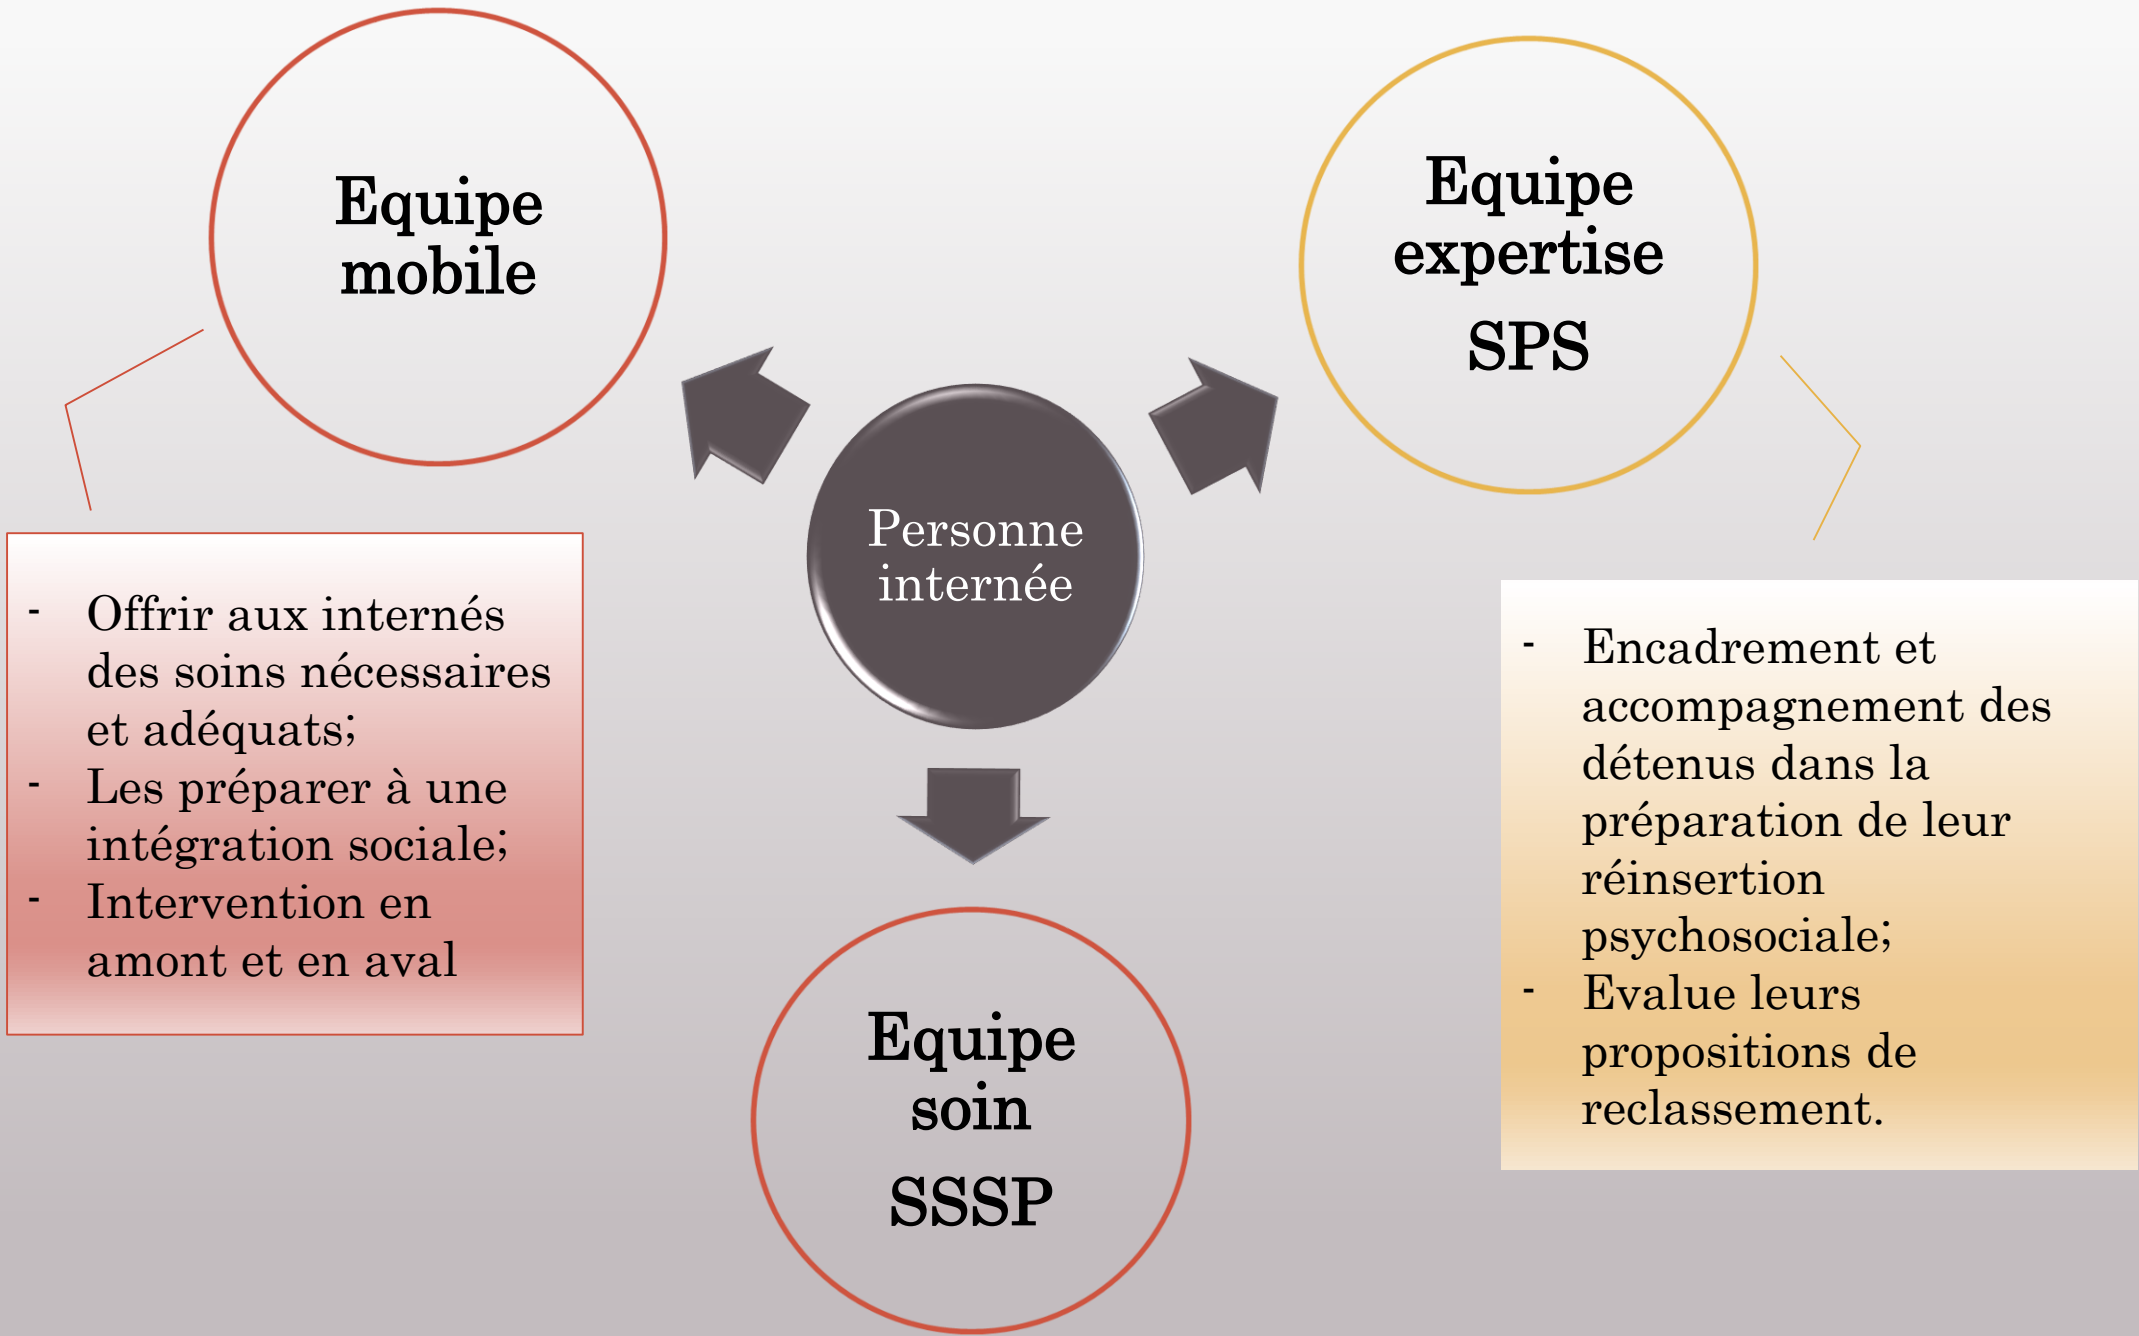 Equipe
mobile
Equipe
expertise
SPS
Personne
internée
- Offrir aux internés
des soins nécessaires
et adéquats;
- Les préparer à une
intégration sociale;
- Intervention en
amont et en aval
- Encadrement et
accompagnement des
détenus dans la
préparation de leur
réinsertion
psychosociale;
- Evalue leurs
propositions de
reclassement.
Equipe
soin
SSSP